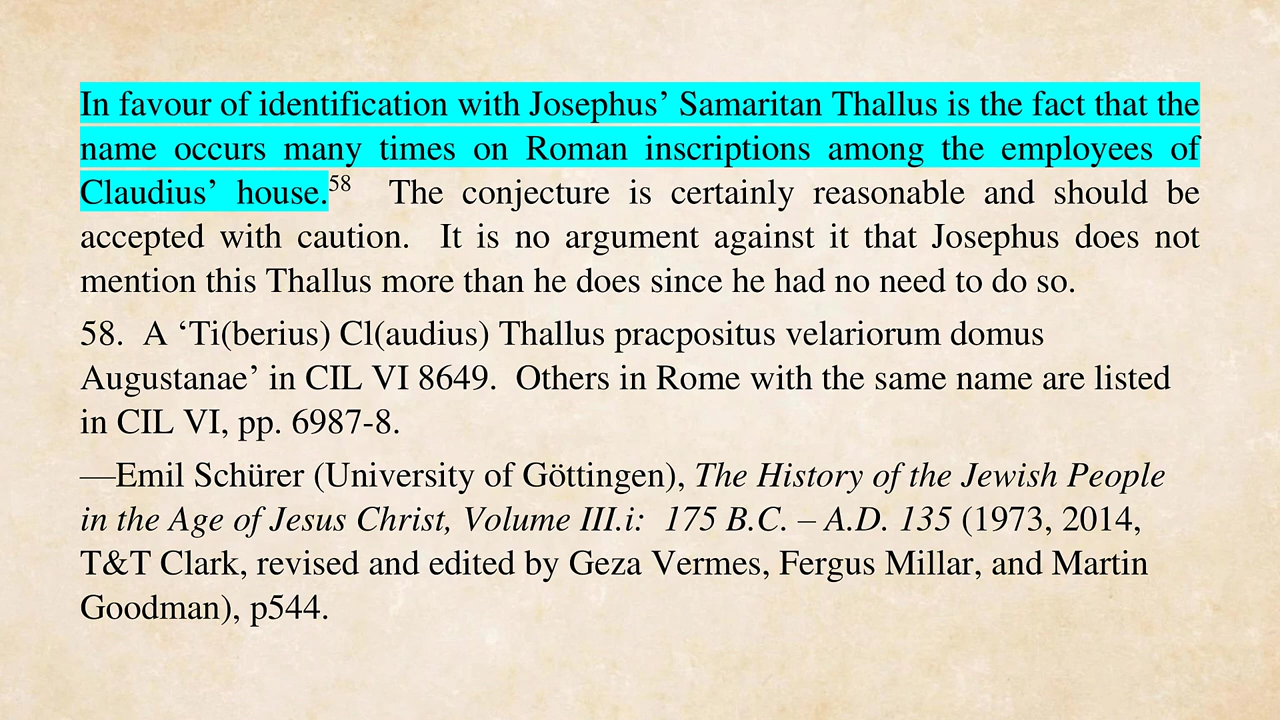 In favour of identification with Josephus’ Samaritan Thallus is the fact that the
name occurs many times on Roman inscriptions among the employees of
Claudius’ house.58 The conjecture is certainly reasonable and should be
accepted with caution. It is no argument against it that Josephus does not
mention this Thallus more than he does since he had no need to do so.
58. A ‘Ti(berius) Cl(audius) Thallus pracpositus velariorum domus
Augustanae’ in CIL VI 8649. Others in Rome with the same name are listed
in CIL VI, pp. 6987-8.
—Emil Schürer (University of Göttingen), The History of the Jewish People
in the Age of Jesus Christ, Volume III.i: 175 B.C. – A.D. 135 (1973, 2014,
T&T Clark, revised and edited by Geza Vermes, Fergus Millar, and Martin
Goodman), p544.